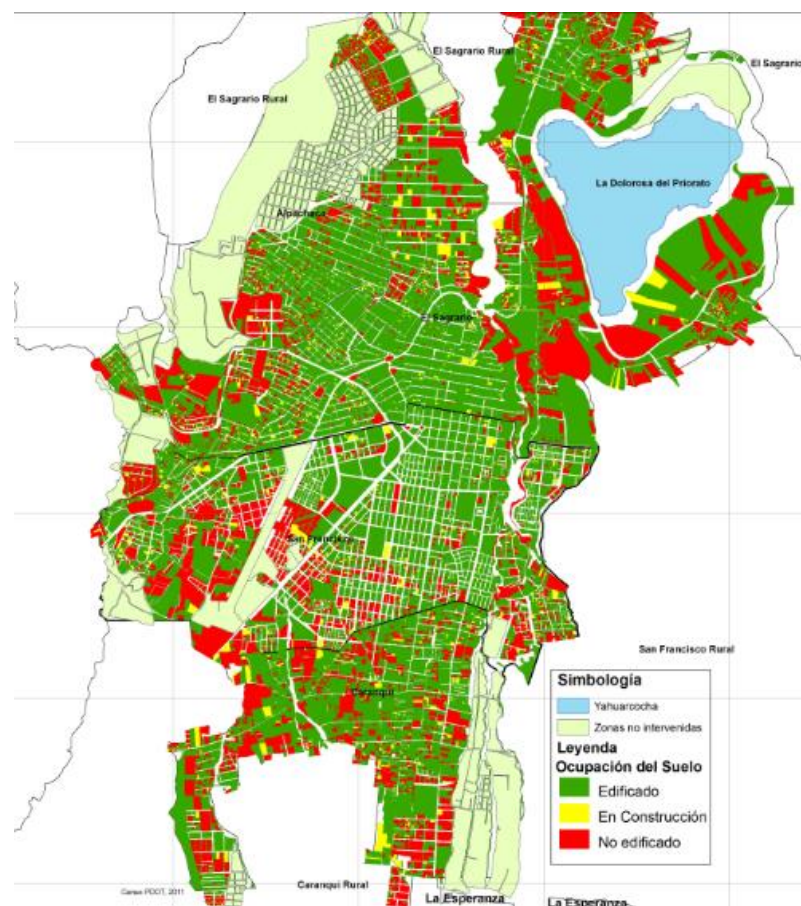 El Sagrario Rural
El Sagrario
El Sagrario Rural
La Dolorosa del Priorato
Alpachaca
El Sagrario
San Francisco
San Francisco Rural
Caranqui
Simbología
Yahuarcocha
Zonas no intervenidas
Leyenda
Ocupación del Suelo
Edificado
En Construcción
No edificado
Caranqui Rural
La Esperanza
La Esperanza